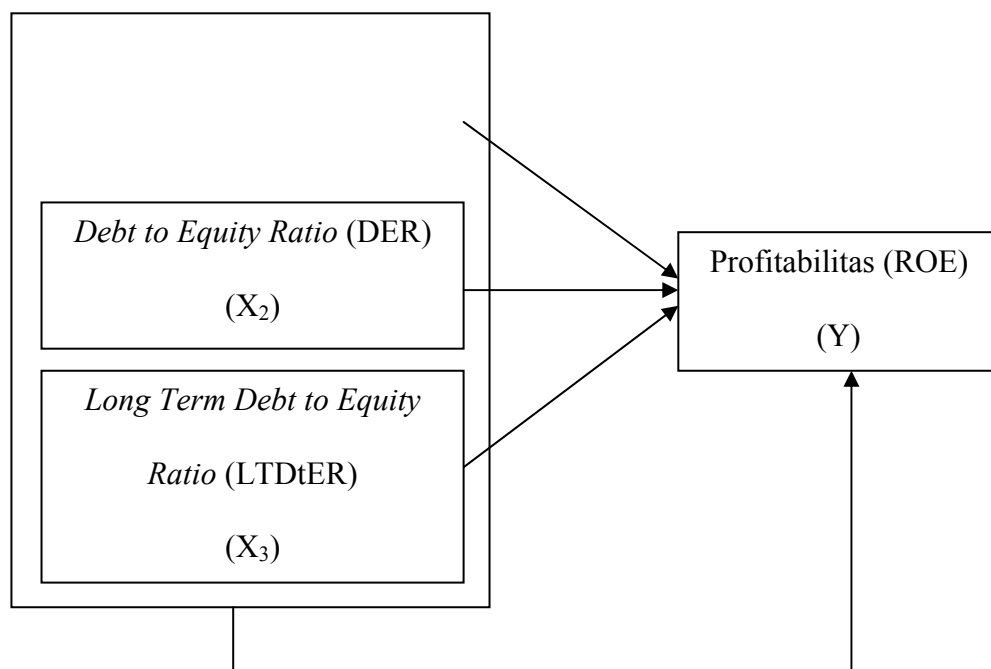 Debt to Equity Ratio (DER)
(X₂)
Long Term Debt to Equity
Ratio (LTDtER)
(X₃)
Profitabilitas (ROE)
(Y)